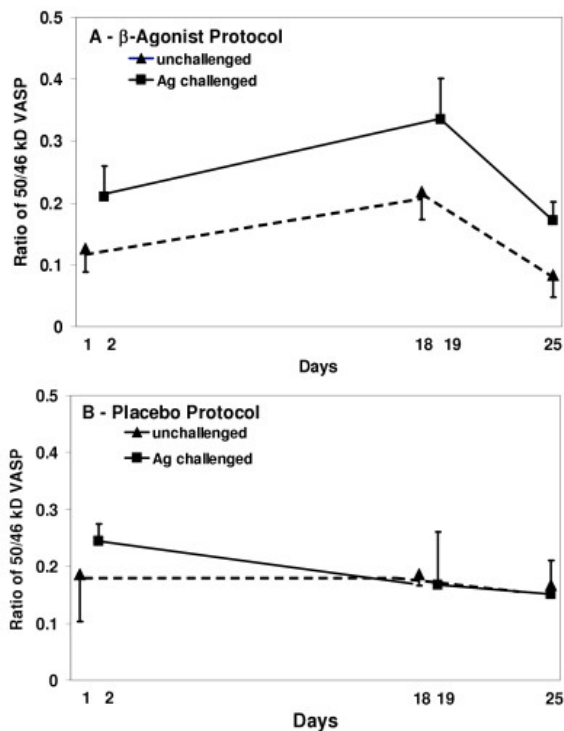 A - β-Agonist Protocol
unchallenged
Ag challenged
Ratio of 50/46 kD VASP
0.5
0.4
0.3
0.2
0.1
0
1 2 18 19 25
Days
B - Placebo Protocol
unchallenged
Ag challenged
Ratio of 50/46 kD VASP
0.5
0.4
0.3
0.2
0.1
0
1 2 18 19 25
Days